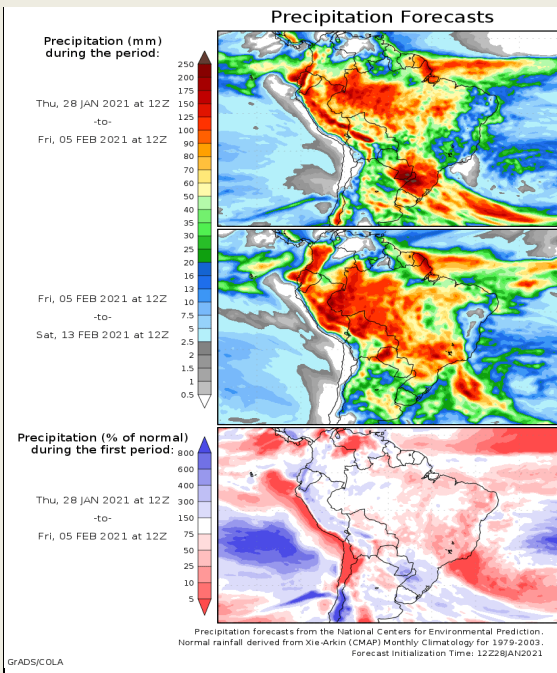 Precipitation Forecasts
Precipitation (mm)
during the period:
Thu, 28 JAN 2021 at 12Z
-to-
Fri, 05 FEB 2021 at 12Z
250
200
175
150
125
100
90
80
70
60
50
40
35
30
25
20
16
13
10
7.5
5
2.5
2
1.5
1
0.5
Fri, 05 FEB 2021 at 12Z
-to-
Sat, 13 FEB 2021 at 12Z
Precipitation (% of normal)
during the first period:
Thu, 28 JAN 2021 at 12Z
-to-
Fri, 05 FEB 2021 at 12Z
800
600
400
300
150
75
50
25
10
5
Precipitation forecasts from the National Centers for Environmental Prediction.
Normal rainfall derived from Xie-Arkin (CMAP) Monthly Climatology for 1979-2003.
Forecast Initialization Time: 12Z28JAN2021
GrADS/COLA